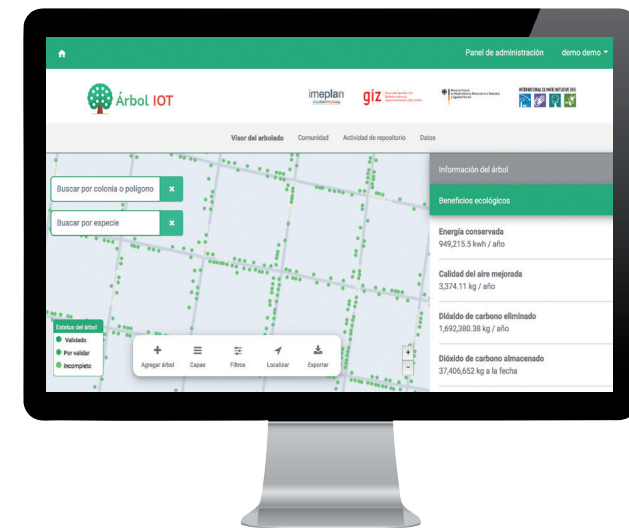 Panel de administración
demo demo
Árbol IOT
imeplan
giz
Visor del arbolado
Comunidad
Actividad de repositorio
Datos
Buscar por colonia o polígono
×
Buscar por especie
×
Información del árbol
Beneficios ecológicos
Energía conservada
949,215.5 kwh / año
Calidad del aire mejorada
3,374.11 kg / año
Dióxido de carbono eliminado
1,692,380.38 kg / año
Dióxido de carbono almacenado
37,406,652 kg a la fecha
Estatus del árbol
Validado
Por validar
Incompleto
Agregar árbol
Capas
Filtros
Localizar
Exportar
+
−